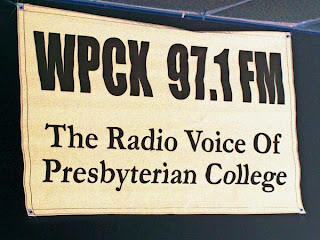 WPCX 97.1 FM
The Radio Voice Of
Presbyterian College